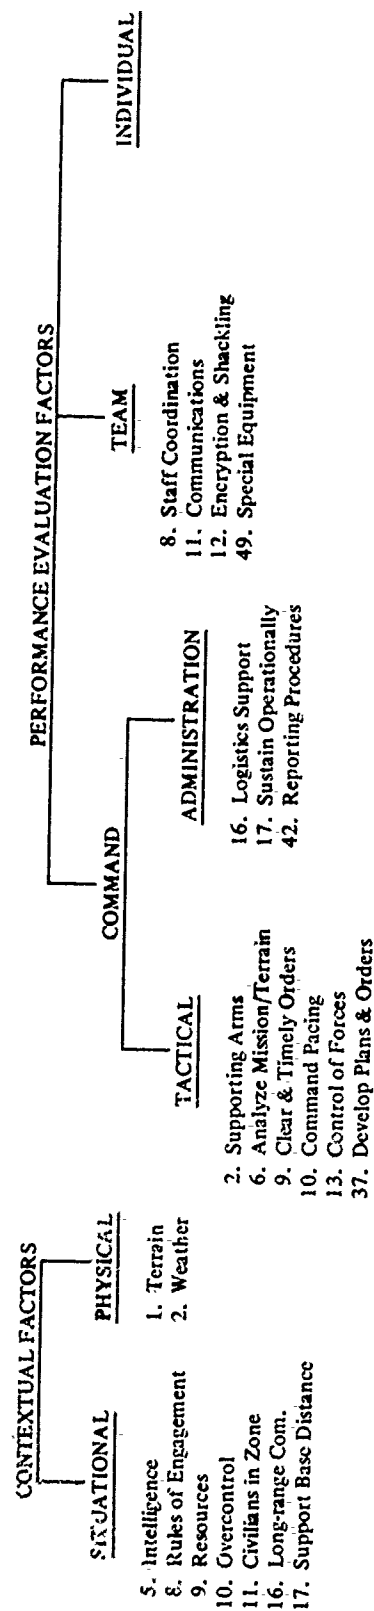 CONTEXTUAL FACTORS
SITUATIONAL
5. Intelligence
8. Rules of Engagement
9. Resources
10. Overcontrol
11. Civilians in Zone
16. Long-range Com.
17. Support Base Distance
PHYSICAL
1. Terrain
2. Weather
PERFORMANCE EVALUATION FACTORS
COMMAND
TACTICAL
2. Supporting Arms
6. Analyze Mission/Terrain
9. Clear & Timely Orders
10. Command Pacing
13. Control of Forces
37. Develop Plans & Orders
ADMINISTRATION
16. Logistics Support
17. Sustain Operationally
42. Reporting Procedures
TEAM
8. Staff Coordination
11. Communications
12. Encryption & Shackling
49. Special Equipment
INDIVIDUAL